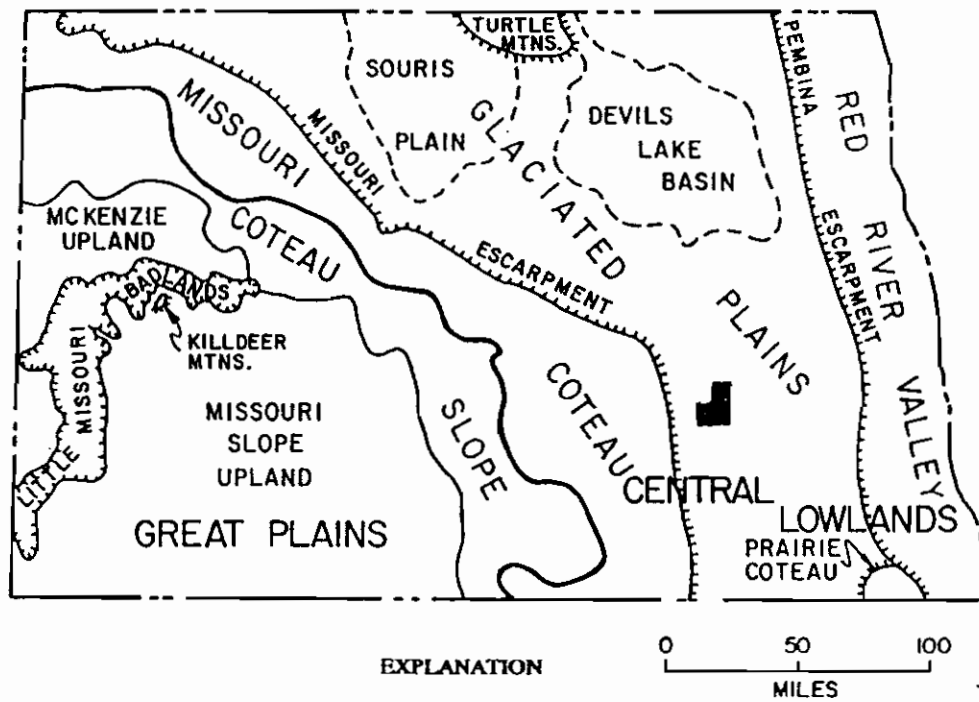 TURTLE
MTNS.
SOURIS
PLAIN
GLACIATED
PLAINS
DEVILS
LAKE
BASIN
PEMBINA
ESCARPMENT
RED
RIVER
VALLEY
MISSOURI
COTEAU
MISSOURI
ESCARPMENT
MCKENZIE
UPLAND
COTEAU
SLOPE
LITTLE
MISSOURI
BADLANDS
KILLDEER
MTNS.
MISSOURI
SLOPE
UPLAND
GREAT PLAINS
CENTRAL
LOWLANDS
PRAIRIE
COTEAU
EXPLANATION
0 50 100
MILES